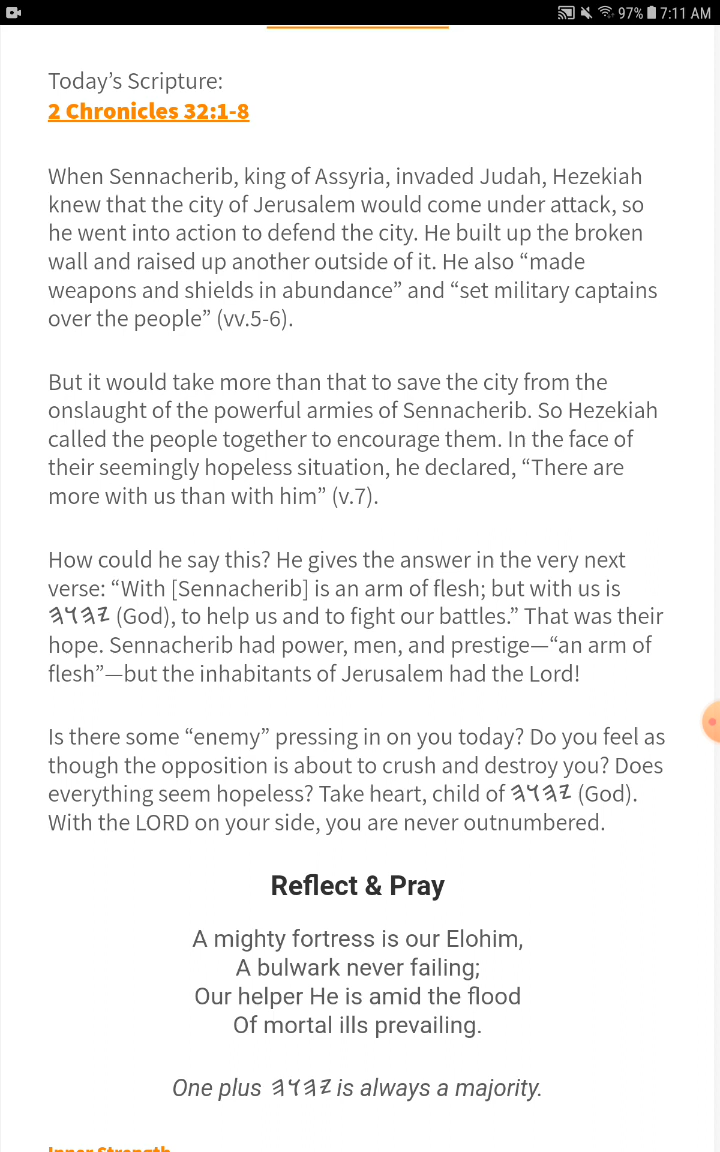 97% 7:11 AM
Today’s Scripture:
2 Chronicles 32:1-8
When Sennacherib, king of Assyria, invaded Judah, Hezekiah
knew that the city of Jerusalem would come under attack, so
he went into action to defend the city. He built up the broken
wall and raised up another outside of it. He also “made
weapons and shields in abundance” and “set military captains
over the people” (vv.5-6).
But it would take more than that to save the city from the
onslaught of the powerful armies of Sennacherib. So Hezekiah
called the people together to encourage them. In the face of
their seemingly hopeless situation, he declared, “There are
more with us than with him” (v.7).
How could he say this? He gives the answer in the very next
verse: “With [Sennacherib] is an arm of flesh; but with us is
𐤉𐤄𐤅𐤄 (God), to help us and to fight our battles.” That was their
hope. Sennacherib had power, men, and prestige—“an arm of
flesh”—but the inhabitants of Jerusalem had the Lord!
Is there some “enemy” pressing in on you today? Do you feel as
though the opposition is about to crush and destroy you? Does
everything seem hopeless? Take heart, child of 𐤉𐤄𐤅𐤄 (God).
With the LORD on your side, you are never outnumbered.
Reflect & Pray
A mighty fortress is our Elohim,
A bulwark never failing;
Our helper He is amid the flood
Of mortal ills prevailing.
One plus 𐤉𐤄𐤅𐤄 is always a majority.
Inner Strength